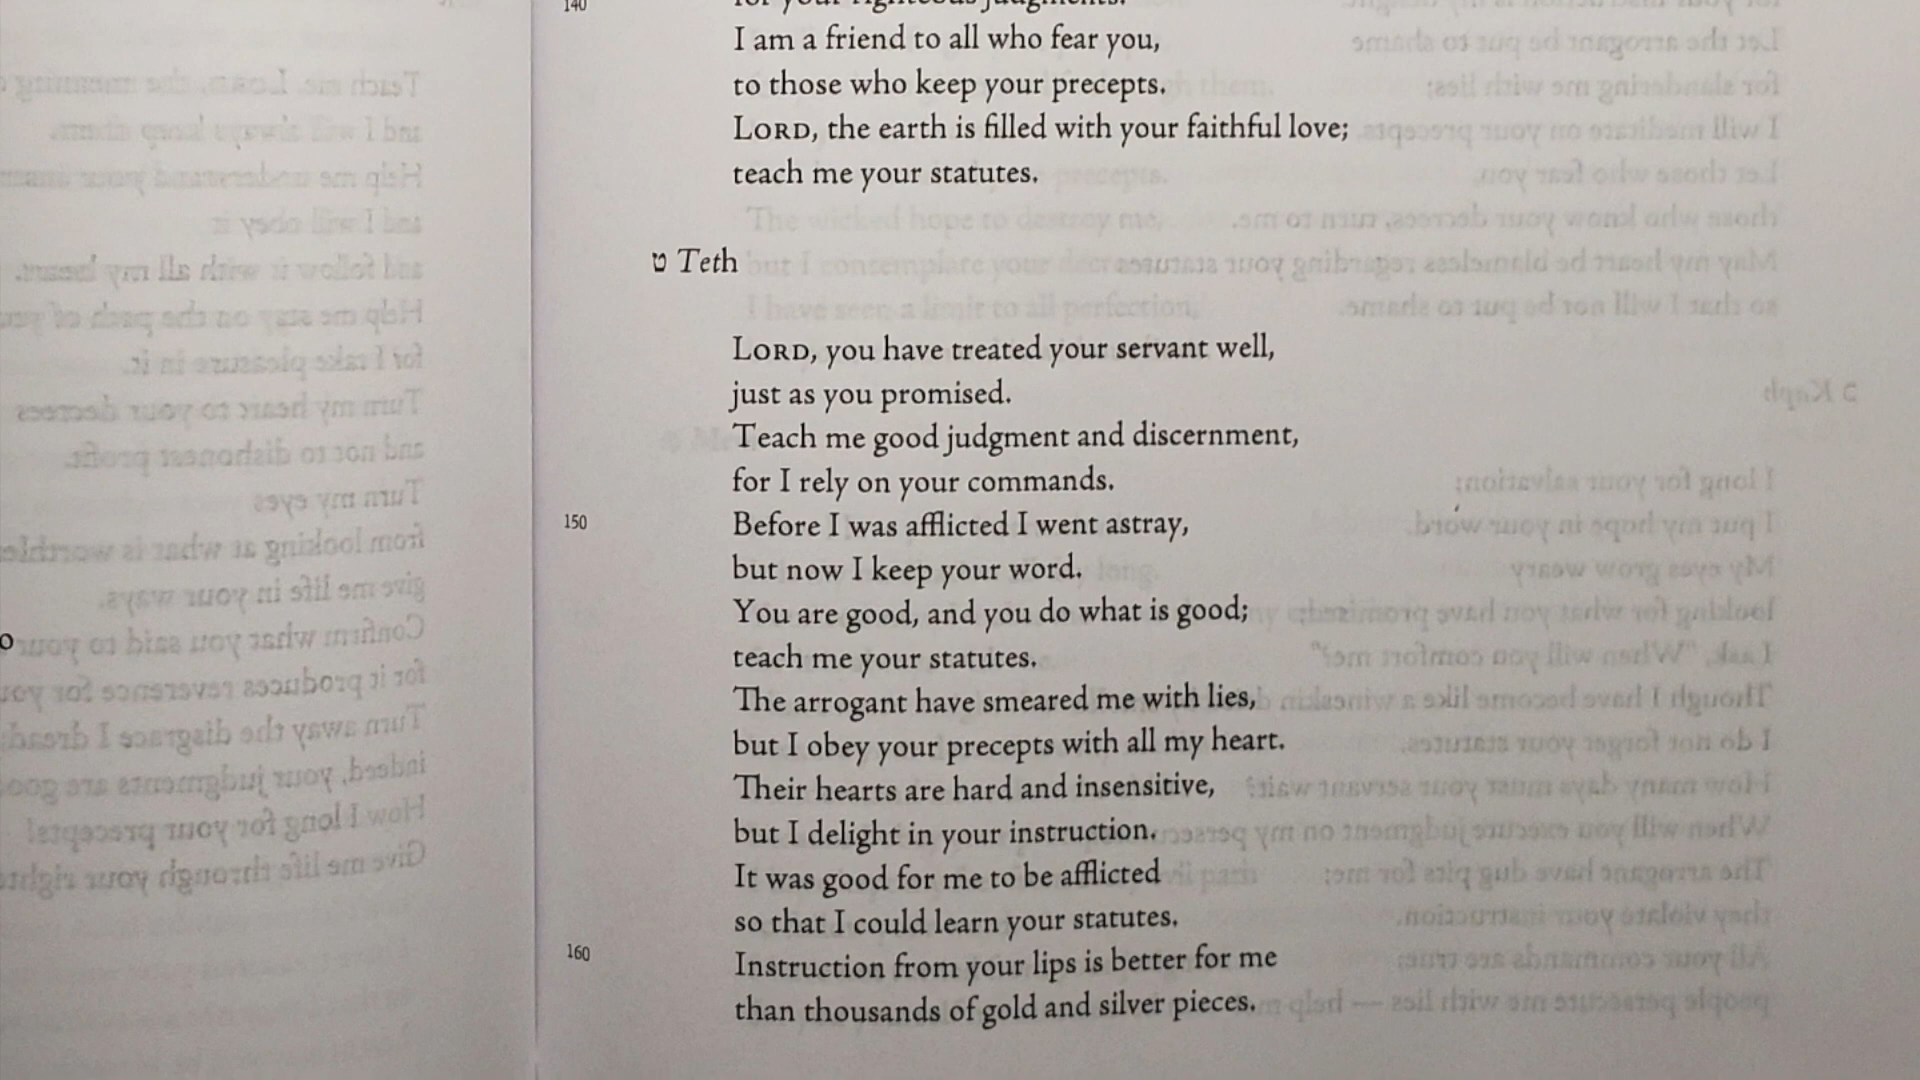 140 for your righteous judgments.
I am a friend to all who fear you,
to those who keep your precepts.
LORD, the earth is filled with your faithful love;
teach me your statutes.
ט Teth
LORD, you have treated your servant well,
just as you promised.
Teach me good judgment and discernment,
for I rely on your commands.
150 Before I was afflicted I went astray,
but now I keep your word.
You are good, and you do what is good;
teach me your statutes.
The arrogant have smeared me with lies,
but I obey your precepts with all my heart.
Their hearts are hard and insensitive,
but I delight in your instruction.
It was good for me to be afflicted
so that I could learn your statutes.
160 Instruction from your lips is better for me
than thousands of gold and silver pieces.